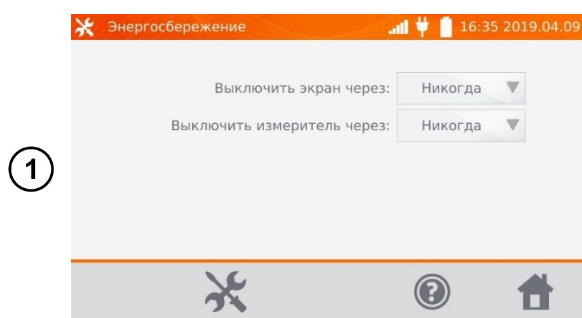 Энергосбережение 16:35 2019.04.09
Выключить экран через: Никогда
Выключить измеритель через: Никогда
1
?